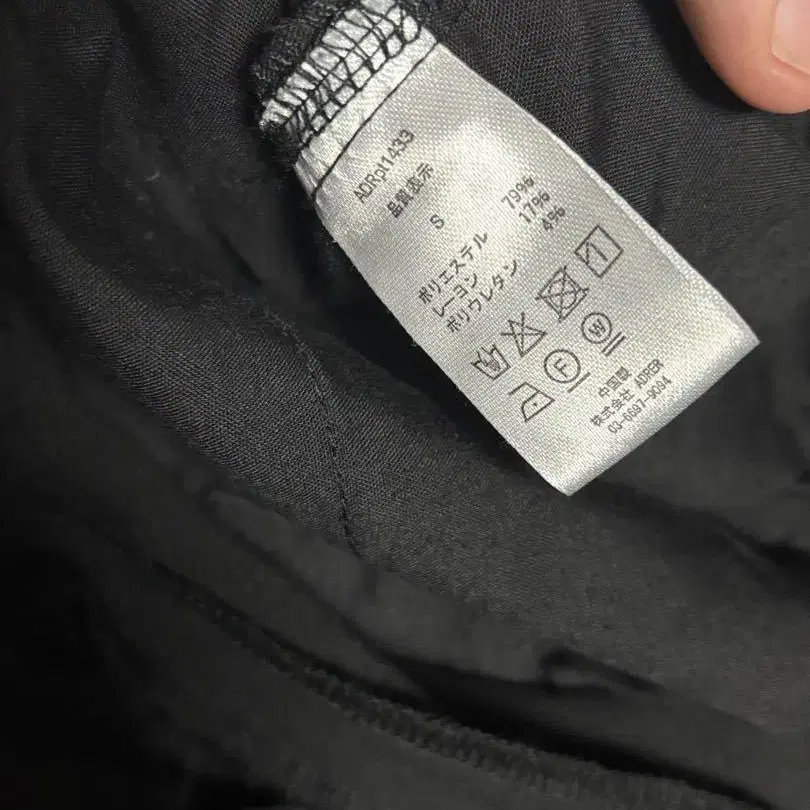 ADRpt1433
品質表示
S
ポリエステル 79%
レーヨン 17%
ポリウレタン 4%
F W
中国製
株式会社 ADRER
03-6697-9094